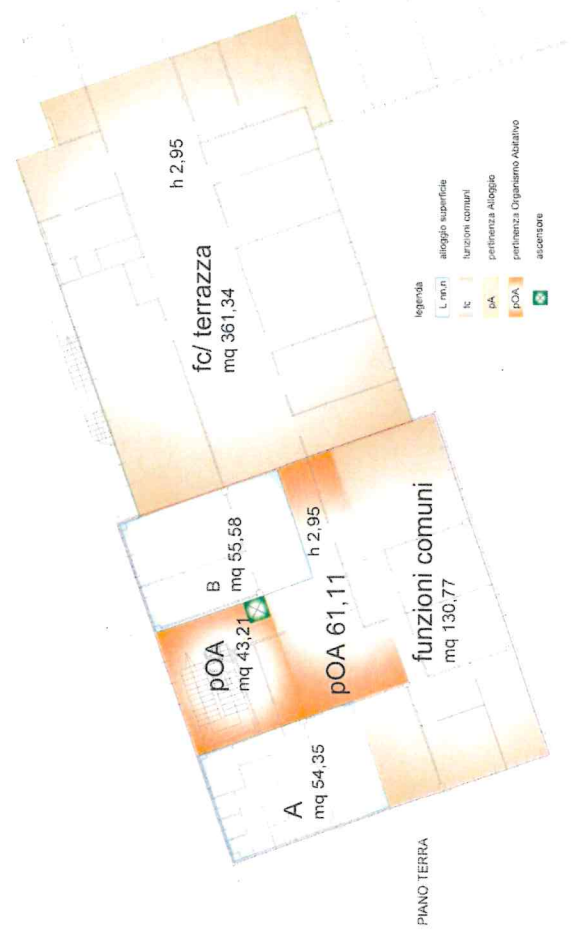 h 2,95
fc/ terrazza
mq 361,34
B
mq 55,58
pOA
mq 43,21
h 2,95
pOA 61,11
A
mq 54,35
funzioni comuni
mq 130,77
PIANO TERRA
legenda
L nn,n alloggio superficie
fc funzioni comuni
pA pertinenza Alloggio
pOA pertinenza Organismo Abitativo
ascensore